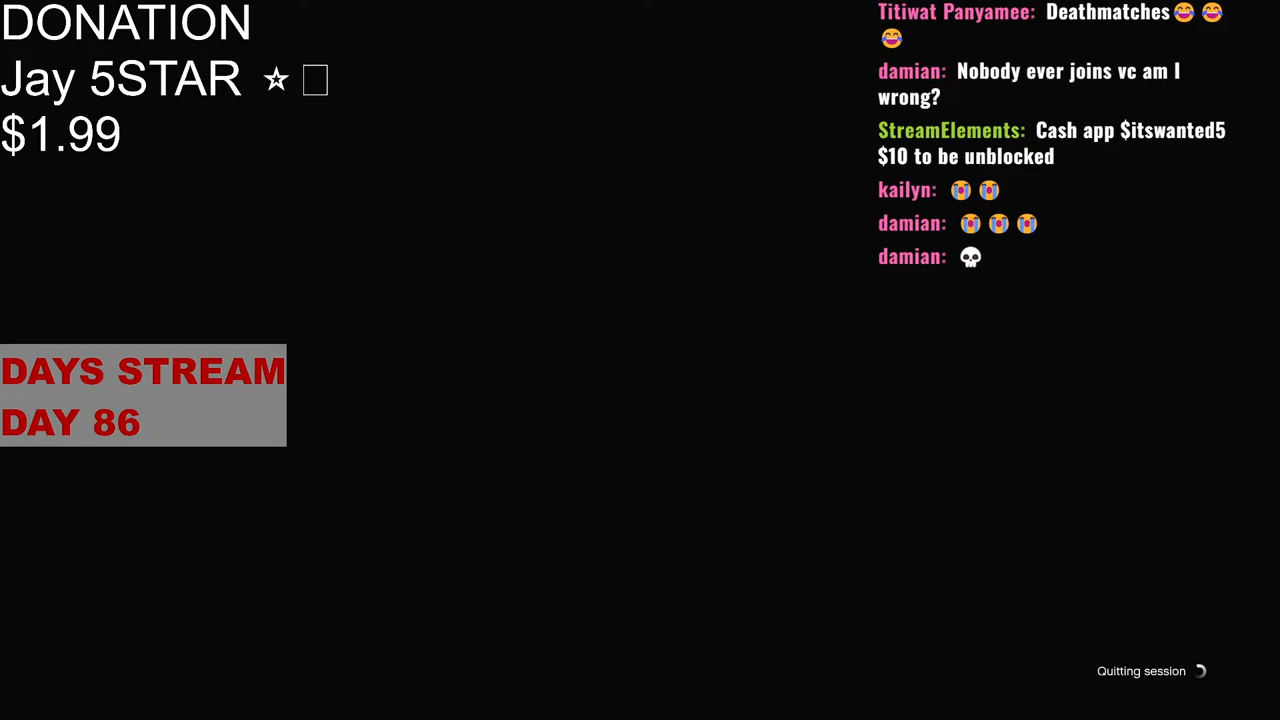 DONATION
Jay 5STAR ☆
$1.99
DAYS STREAM
DAY 86
Titiwat Panyamee: Deathmatches😂😂
😂
damian: Nobody ever joins vc am I
wrong?
StreamElements: Cash app $itswanted5
$10 to be unblocked
kailyn: 😭😭
damian: 😭😭😭
damian: 💀
Quitting session